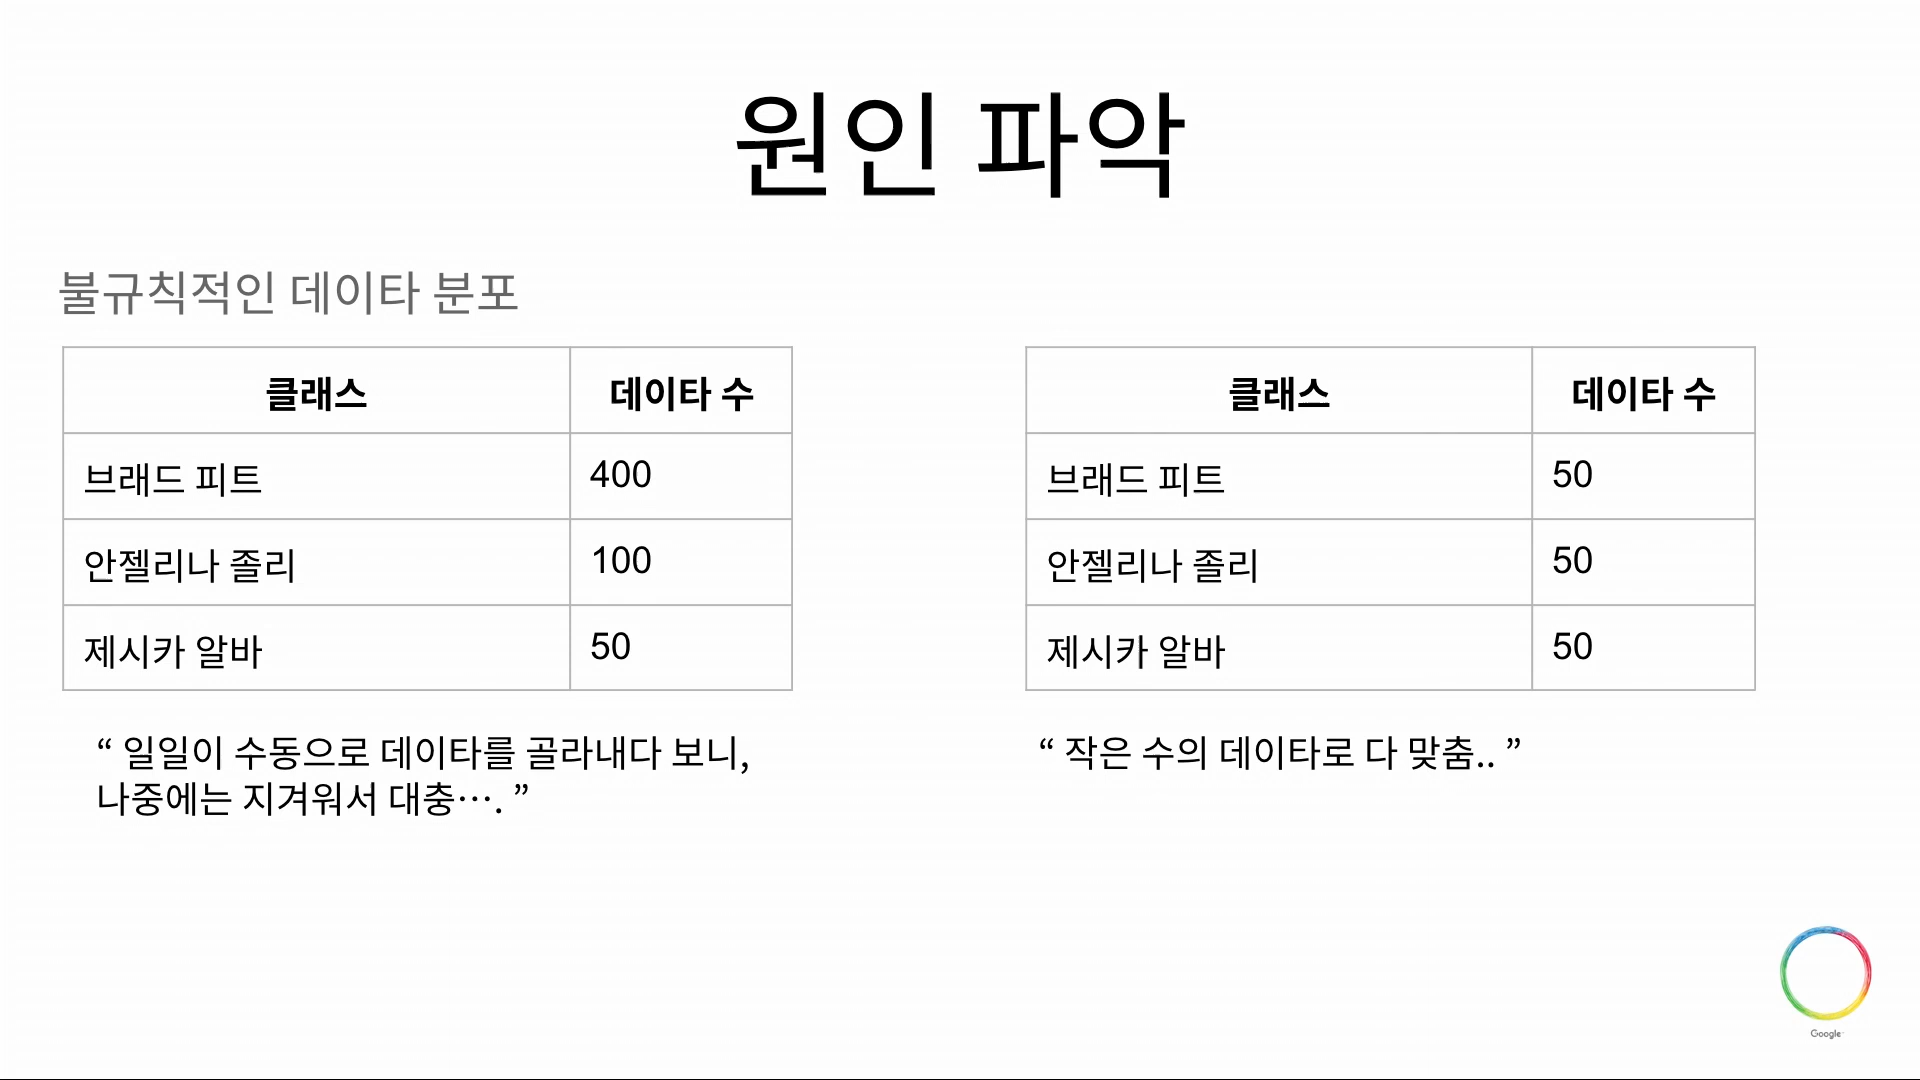 원인 파악
불규칙적인 데이타 분포
클래스 데이타 수
브래드 피트 400
안젤리나 졸리 100
제시카 알바 50
“ 일일이 수동으로 데이타를 골라내다 보니,
나중에는 지겨워서 대충…. ”
클래스 데이타 수
브래드 피트 50
안젤리나 졸리 50
제시카 알바 50
“ 작은 수의 데이타로 다 맞춤.. ”
Google